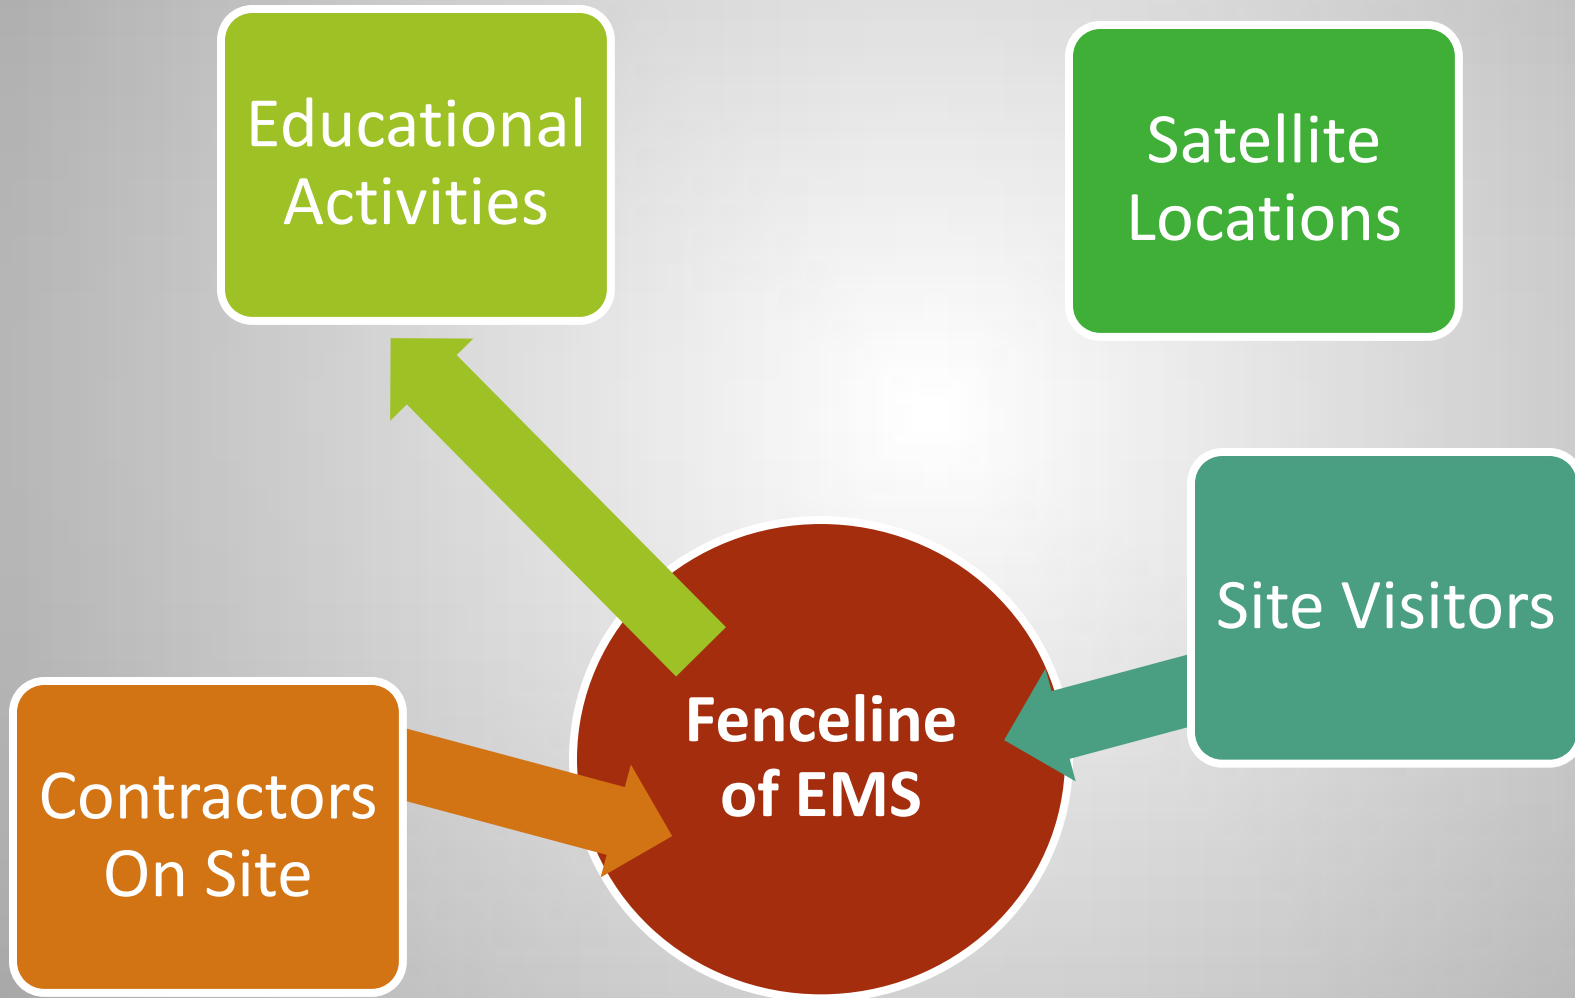 Educational
Activities
Satellite
Locations
Site Visitors
Fenceline
of EMS
Contractors
On Site